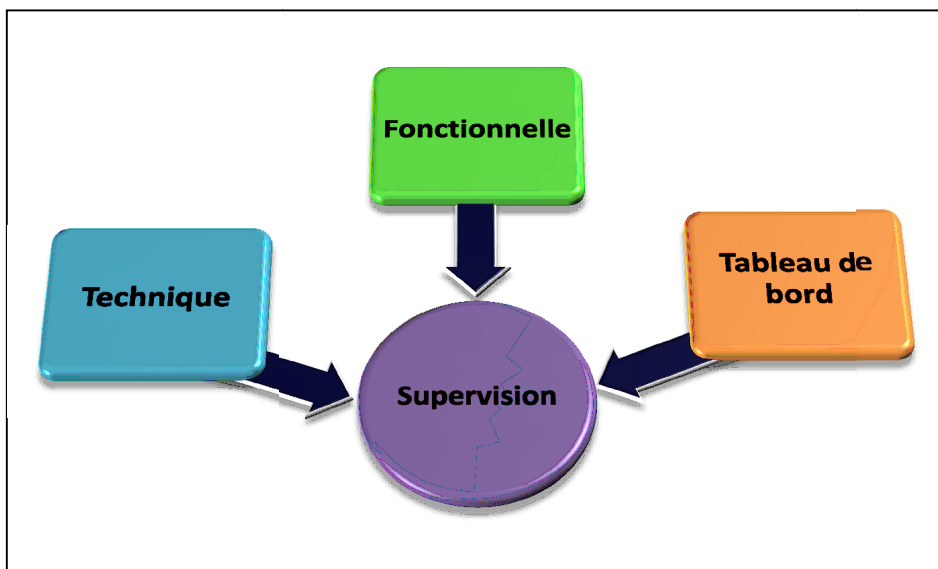 Fonctionnelle
Technique
Tableau de
bord
Supervision